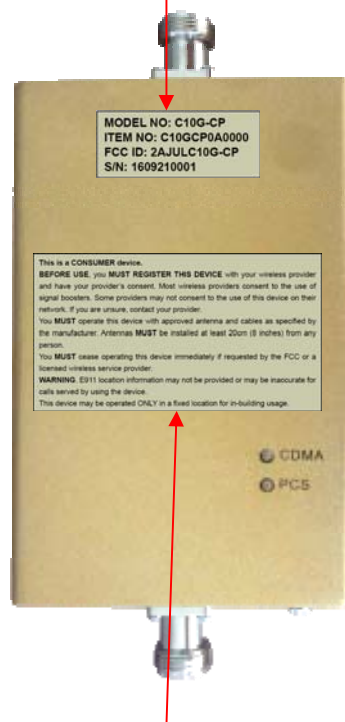 MODEL NO: C10G-CP
ITEM NO: C10GCP0A0000
FCC ID: 2AJULC10G-CP
S/N: 1609210001
This is a CONSUMER device.
BEFORE USE, you MUST REGISTER THIS DEVICE with your wireless provider
and have your provider's consent. Most wireless providers consent to the use of
signal boosters. Some providers may not consent to the use of this device on their
network. If you are unsure, contact your provider.
You MUST operate this device with approved antenna and cables as specified by
the manufacturer. Antennas MUST be installed at least 20cm (8 inches) from any
person.
You MUST cease operating this device immediately if requested by the FCC or a
licensed wireless service provider.
WARNING. E911 location information may not be provided or may be inaccurate for
calls served by using the device.
This device may be operated ONLY in a fixed location for in-building usage.
CDMA
PCS